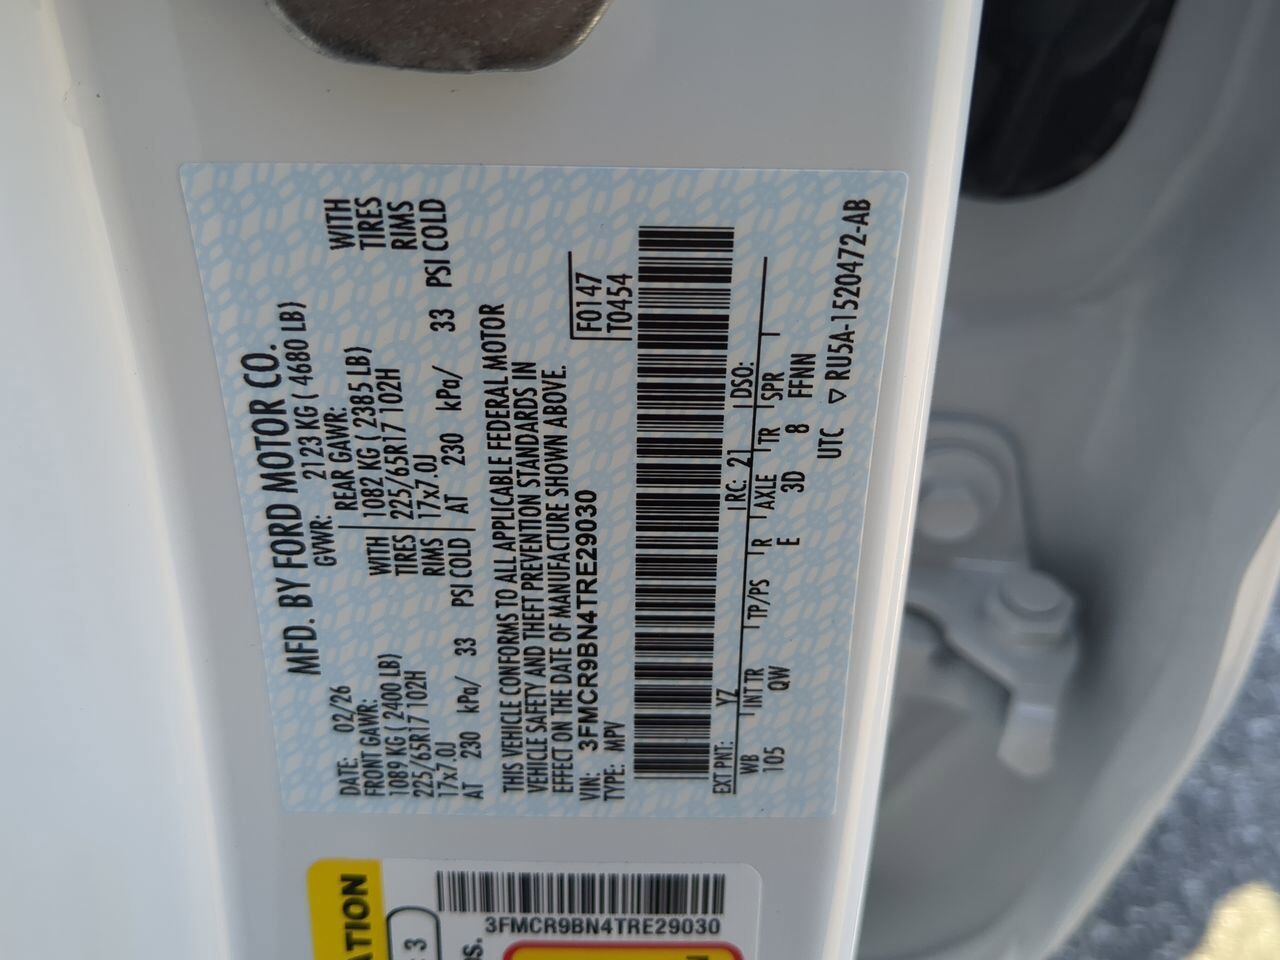 MFD. BY FORD MOTOR CO.
DATE: 02/26 GVWR: 2123 KG ( 4680 LB)
FRONT GAWR: REAR GAWR:
1089 KG ( 2400 LB) WITH 1082 KG ( 2385 LB) WITH
225/65R17 102H TIRES 225/65R17 102H TIRES
17x7.0J RIMS 17x7.0J RIMS
AT 230 kPa/ 33 PSI COLD AT 230 kPa/ 33 PSI COLD
THIS VEHICLE CONFORMS TO ALL APPLICABLE FEDERAL MOTOR
VEHICLE SAFETY AND THEFT PREVENTION STANDARDS IN
EFFECT ON THE DATE OF MANUFACTURE SHOWN ABOVE.
VIN: 3FMCR9BN4TRE29030 F0147
TYPE: MPV T0454
EXT PNT: YZ RC: 21 DSO:
WB INT TR TP/PS R AXLE TR SPR
105 QW E 3D 8 FFNN
UTC ▽ RU5A-1520472-AB
ATION
3
3FMCR9BN4TRE29030